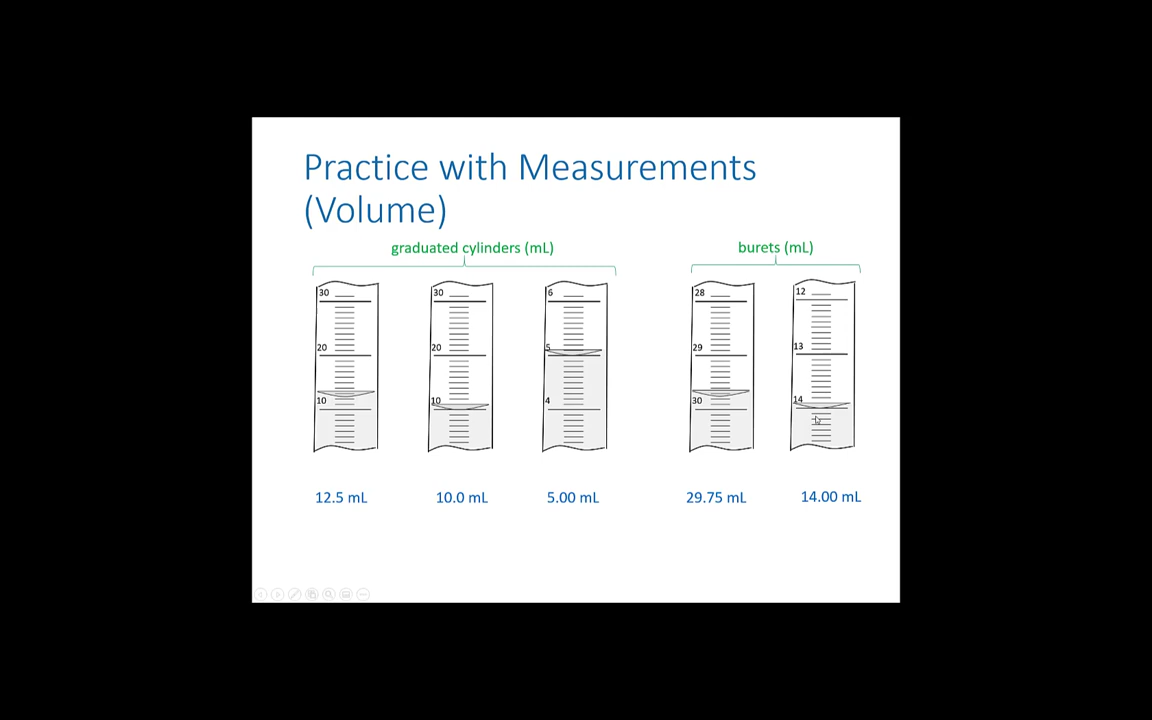 Practice with Measurements
(Volume)
graduated cylinders (mL)
burets (mL)
30
20
10
30
20
10
6
5
4
28
29
30
12
13
14
12.5 mL
10.0 mL
5.00 mL
29.75 mL
14.00 mL